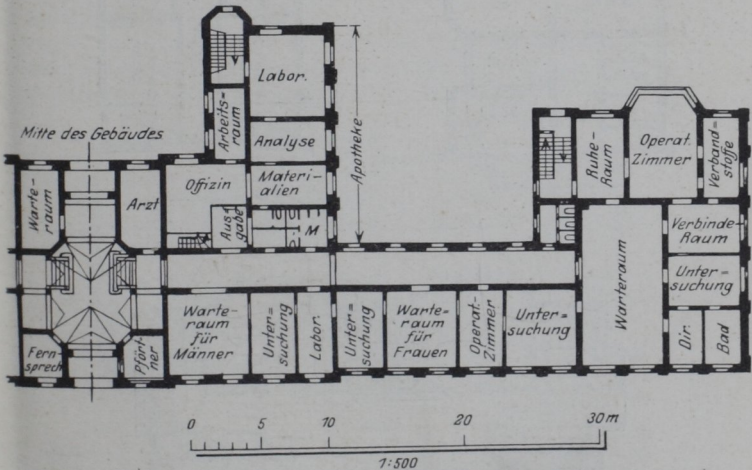 Mitte des Gebäudes
Warte=
raum
Arzt
Arbeits=
raum
Labor.
Analyse
Materi=
alien
Offizin
Aus=
gabe
M
Apotheke
Ruhe=
Raum
Operat.
Zimmer
Verband=
stoffe
Verbinde=
Raum
Unter=
suchung
Warteraum
Dir.
Bad
Fern=
sprech
Pfört=
ner
Warte=
raum
für
Männer
Unter=
suchung
Labor.
Unter=
suchung
Warte=
raum
für
Frauen
Operat.
Zimmer
Unter=
suchung
0 5 10 20 30 m
1:500